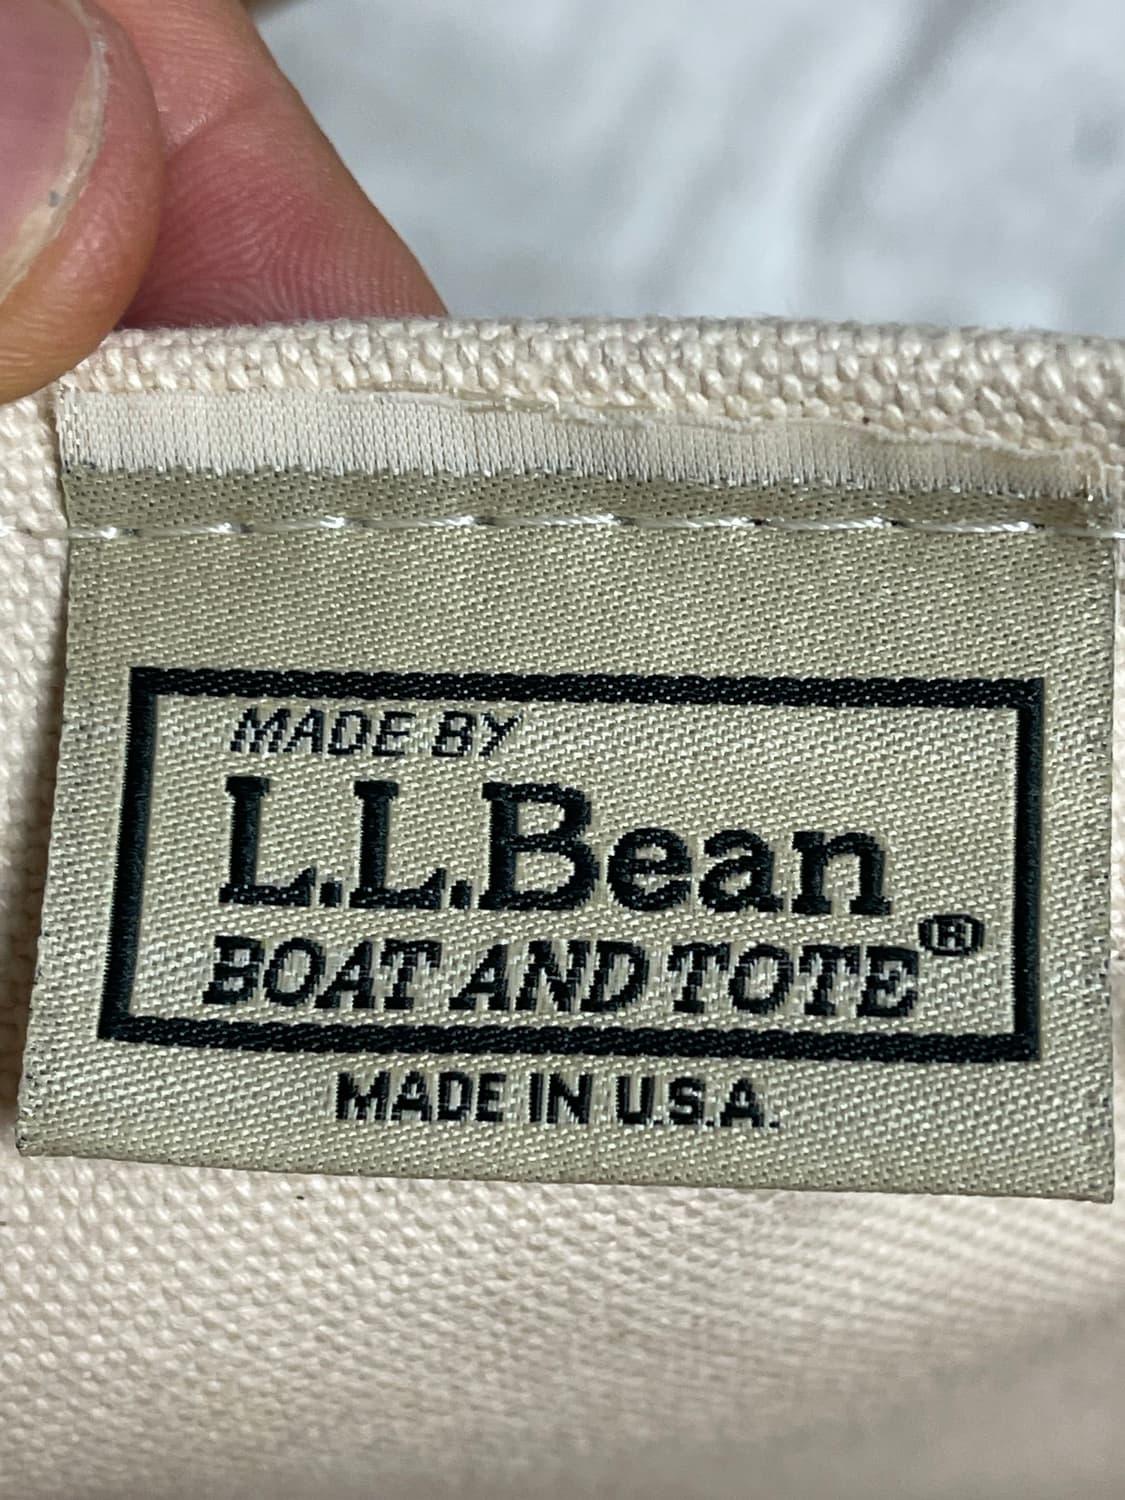 MADE BY
L.L.Bean
BOAT AND TOTE®
MADE IN U.S.A.